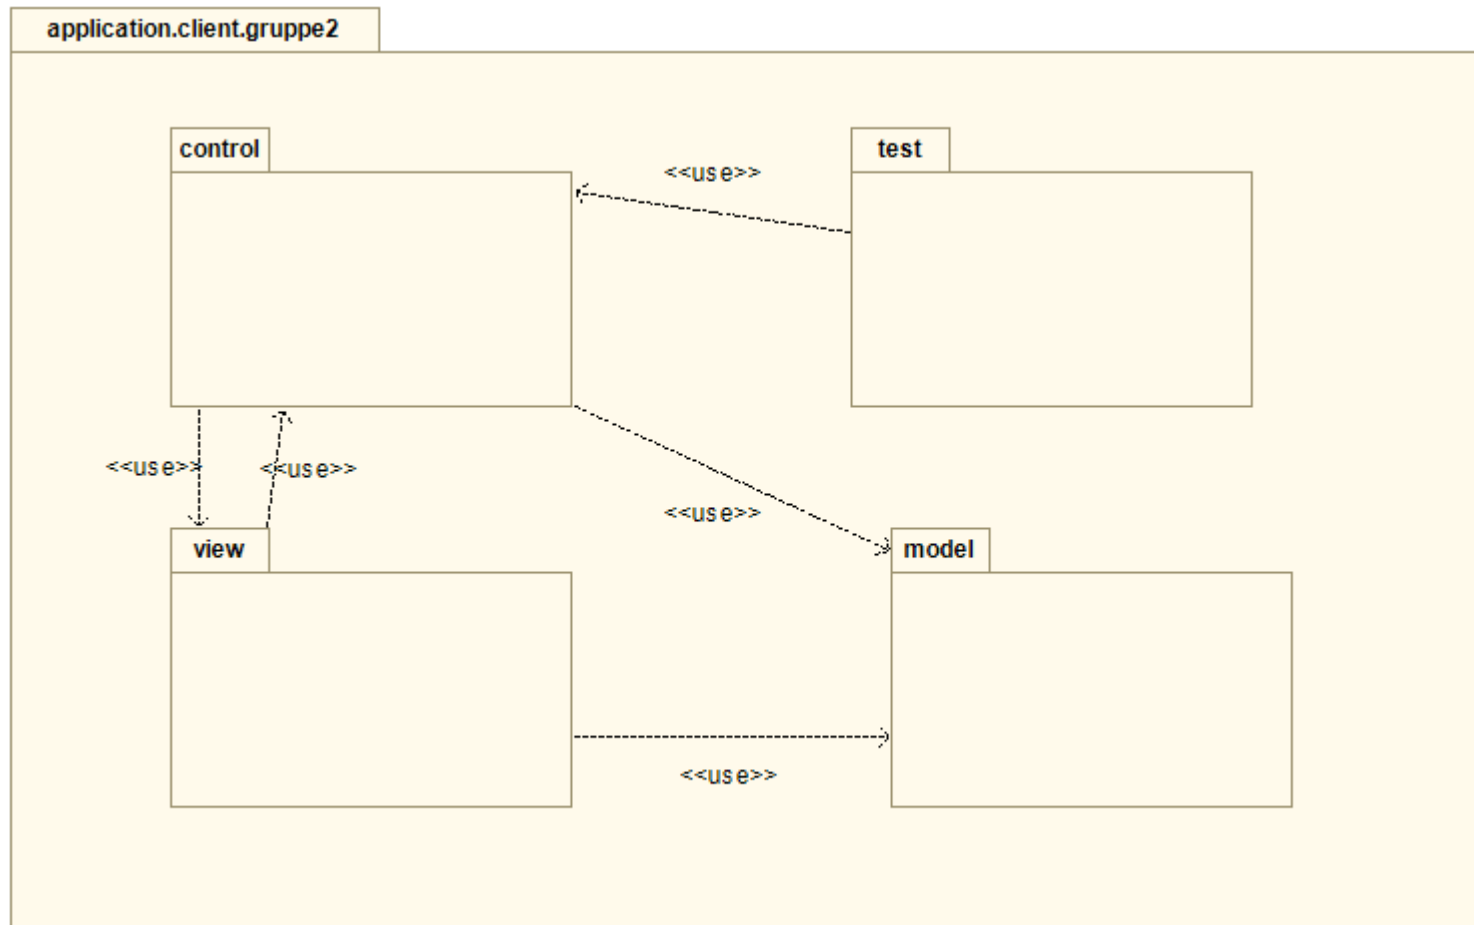 application.client.gruppe2
control
test
<<use>>
<<use>>
<<use>>
<<use>>
view
model
<<use>>